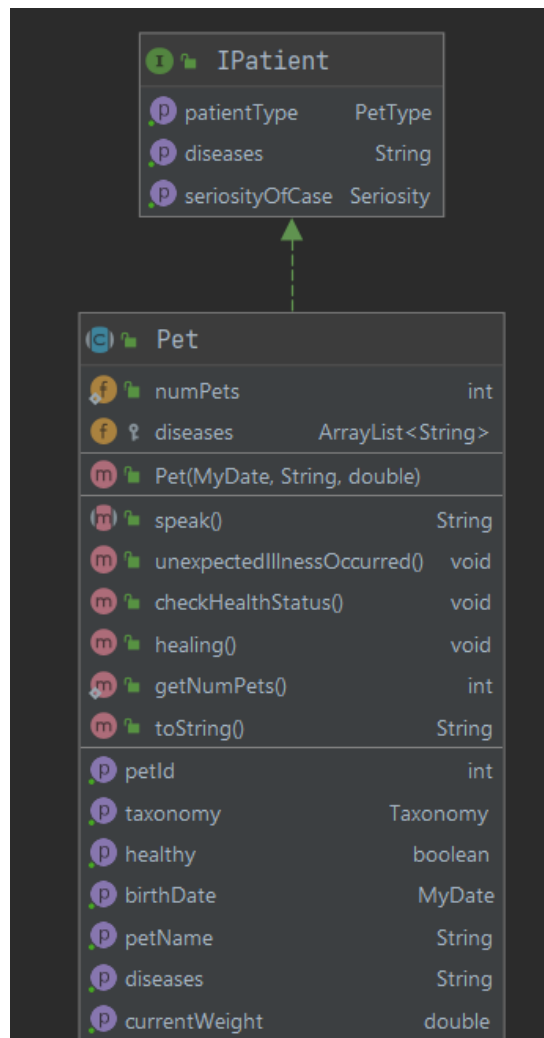 I IPatient
p patientType PetType
p diseases String
p seriosityOfCase Seriosity
C Pet
f numPets int
f diseases ArrayList<String>
m Pet(MyDate, String, double)
m speak() String
m unexpectedIllnessOccurred() void
m checkHealthStatus() void
m healing() void
m getNumPets() int
m toString() String
p petId int
p taxonomy Taxonomy
p healthy boolean
p birthDate MyDate
p petName String
p diseases String
p currentWeight double